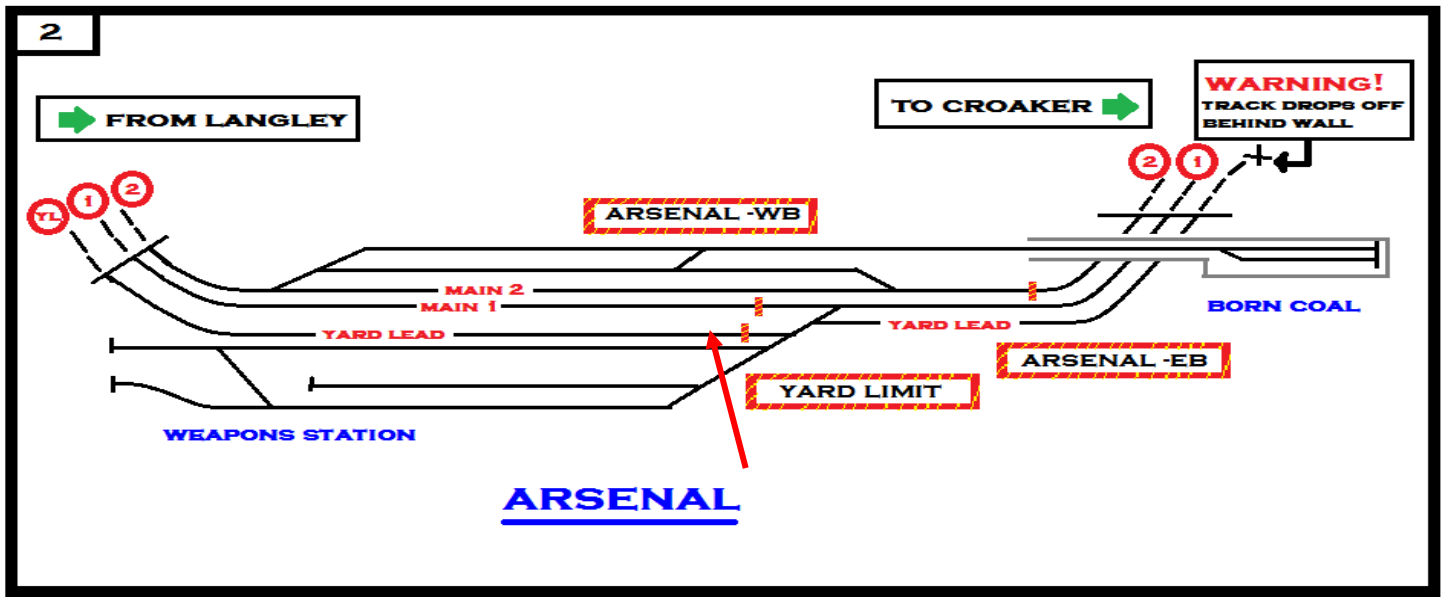 2
FROM LANGLEY
TO CROAKER
WARNING!
TRACK DROPS OFF
BEHIND WALL
YL
1
2
2
1
ARSENAL -WB
MAIN 2
MAIN 1
YARD LEAD
YARD LEAD
BORN COAL
ARSENAL -EB
YARD LIMIT
WEAPONS STATION
ARSENAL